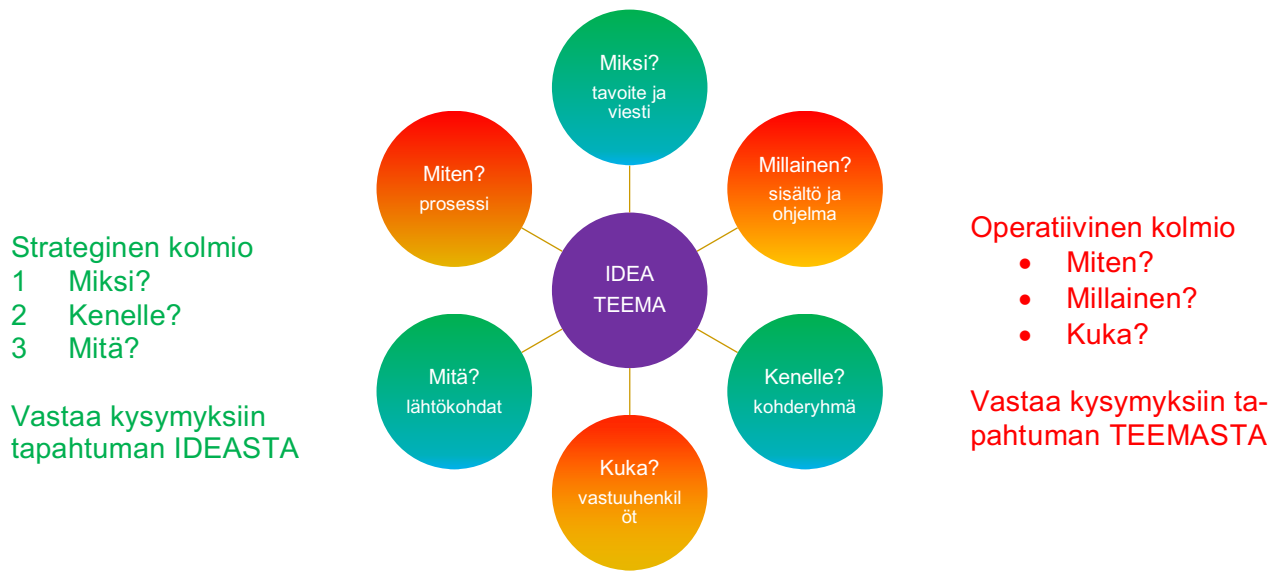 Strateginen kolmio
1 Miksi?
2 Kenelle?
3 Mitä?
Vastaa kysymyksiin
tapahtuman IDEASTA
Miksi?
tavoite ja
viesti
Miten?
prosessi
Millainen?
sisältö ja
ohjelma
IDEA
TEEMA
Mitä?
lähtökohdat
Kenelle?
kohderyhmä
Kuka?
vastuuhenkil
öt
Operatiivinen kolmio
• Miten?
• Millainen?
• Kuka?
Vastaa kysymyksiin ta-
pahtuman TEEMASTA